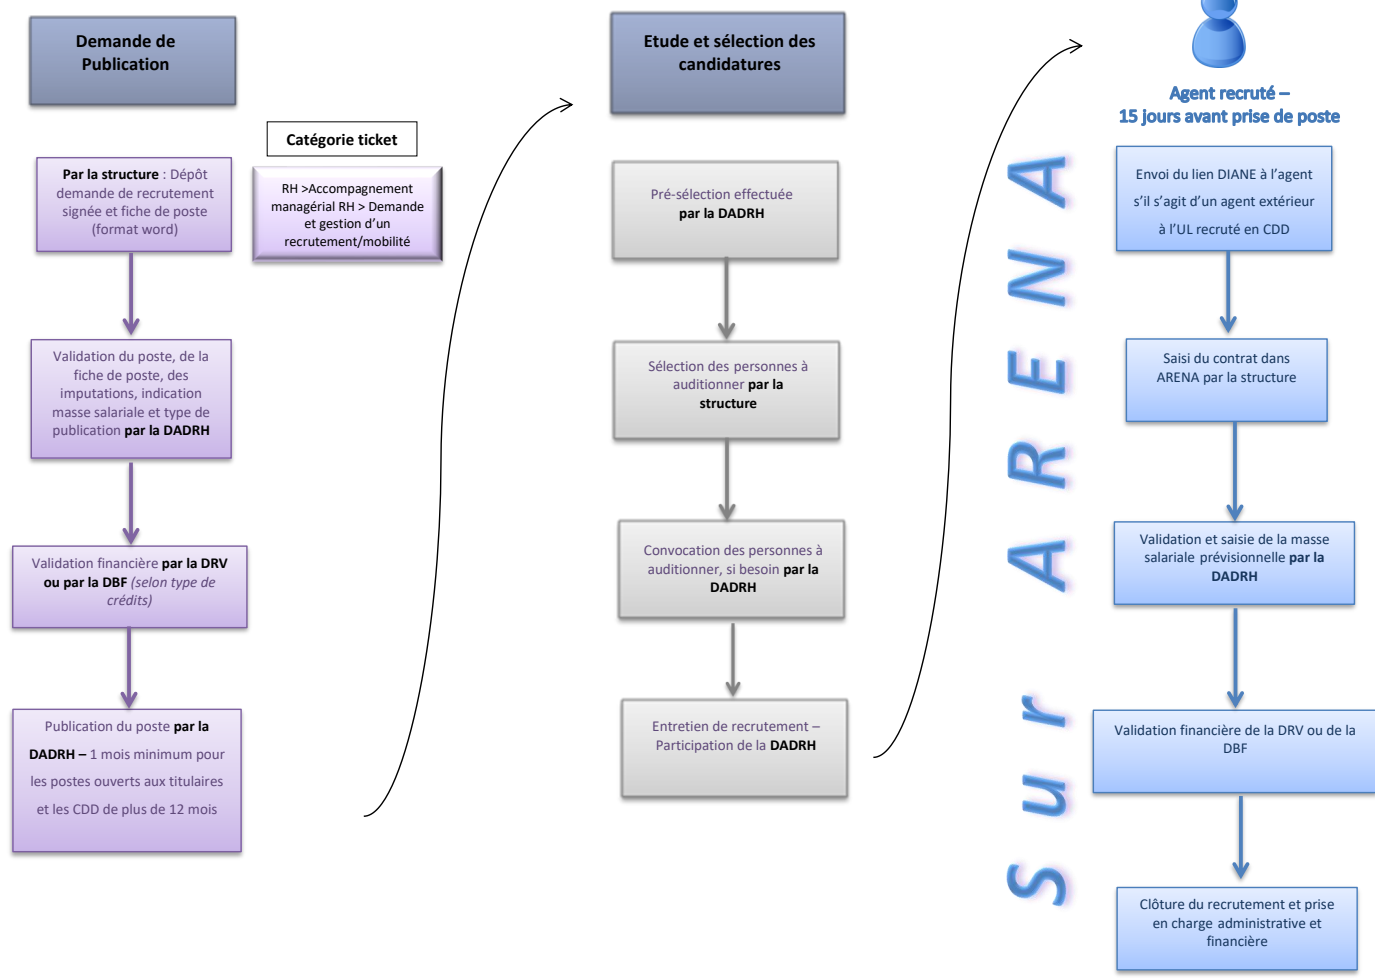 Demande de
Publication
Catégorie ticket
Par la structure : Dépôt
demande de recrutement
signée et fiche de poste
(format word)
RH >Accompagnement
managérial RH > Demande
et gestion d’un
recrutement/mobilité
Validation du poste, de la
fiche de poste, des
imputations, indication
masse salariale et type de
publication par la DADRH
Validation financière par la DRV
ou par la DBF (selon type de
crédits)
Publication du poste par la
DADRH – 1 mois minimum pour
les postes ouverts aux titulaires
et les CDD de plus de 12 mois
Etude et sélection des
candidatures
Pré-sélection effectuée
par la DADRH
Sélection des personnes à
auditionner par la
structure
Convocation des personnes à
auditionner, si besoin par la
DADRH
Entretien de recrutement –
Participation de la DADRH
Sur ARENA
Agent recruté –
15 jours avant prise de poste
Envoi du lien DIANE à l’agent
s’il s’agit d’un agent extérieur
à l’UL recruté en CDD
Saisi du contrat dans
ARENA par la structure
Validation et saisie de la masse
salariale prévisionnelle par la
DADRH
Validation financière de la DRV ou de la
DBF
Clôture du recrutement et prise
en charge administrative et
financière